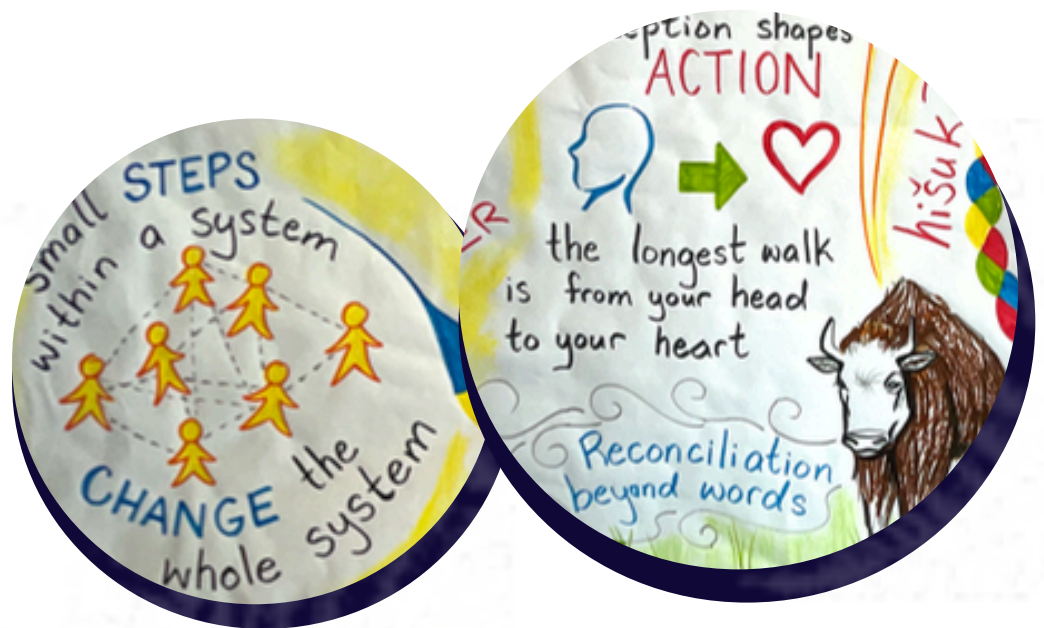 small STEPS
within a system
CHANGE the
whole system
shapes
ACTION
the longest walk
is from your head
to your heart
Reconciliation
beyond words
hišuk